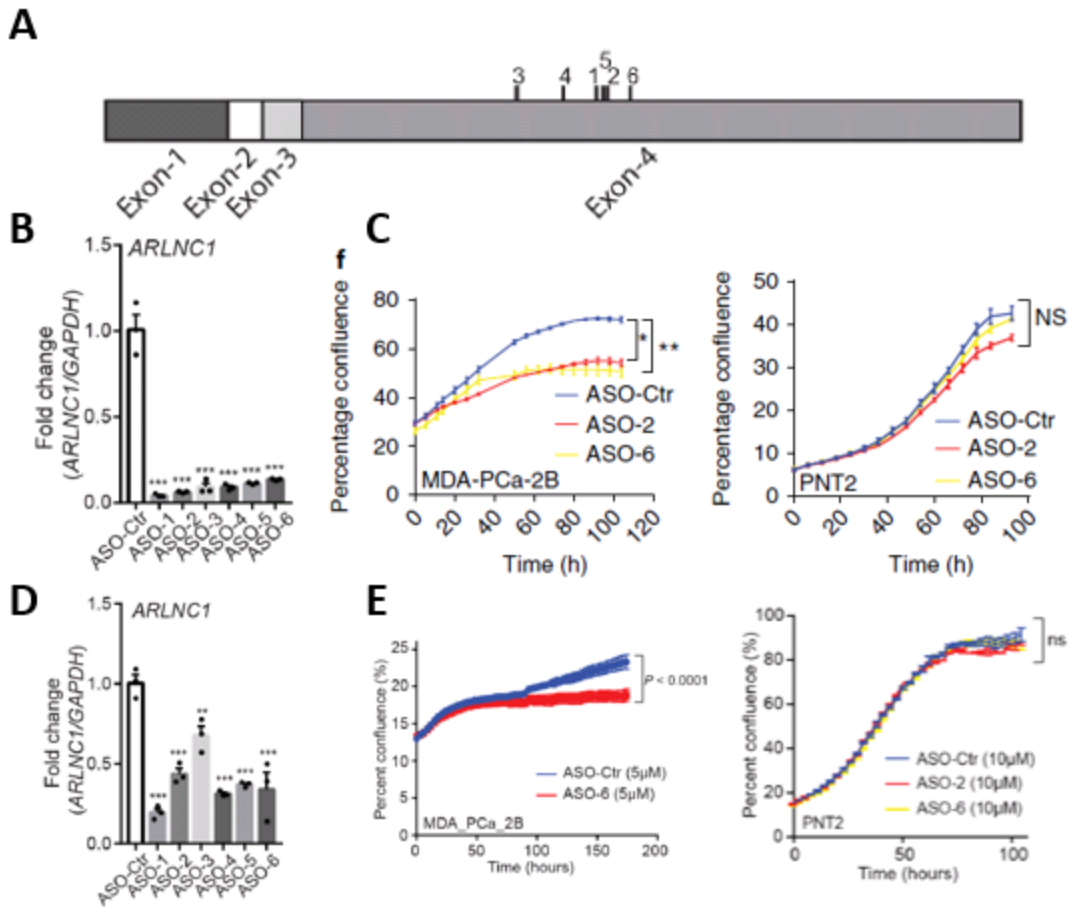 A
3 4 1 5 2 6
Exon-1 Exon-2 Exon-3 Exon-4
B
ARLNC1
Fold change
(ARLNC1/GAPDH)
1.5
1.0
0.5
0.0
*** *** *** *** *** ***
ASO-Ctr
ASO-1
ASO-2
ASO-3
ASO-4
ASO-5
ASO-6
C
f
Percentage confluence
80
60
40
20
0
*
**
ASO-Ctr
ASO-2
ASO-6
MDA-PCa-2B
0 20 40 60 80 100 120
Time (h)
Percentage confluence
50
40
30
20
10
0
NS
ASO-Ctr
ASO-2
ASO-6
PNT2
0 20 40 60 80 100
Time (h)
D
ARLNC1
Fold change
(ARLNC1/GAPDH)
1.5
1.0
0.5
0.0
*** *** ** *** *** ***
ASO-Ctr
ASO-1
ASO-2
ASO-3
ASO-4
ASO-5
ASO-6
E
Percent confluence (%)
25
20
15
10
5
0
P < 0.0001
ASO-Ctr (5µM)
ASO-6 (5µM)
MDA_PCa_2B
0 50 100 150 200
Time (hours)
Percent confluence (%)
100
80
60
40
20
0
ns
ASO-Ctr (10µM)
ASO-2 (10µM)
ASO-6 (10µM)
PNT2
0 50 100
Time (hours)